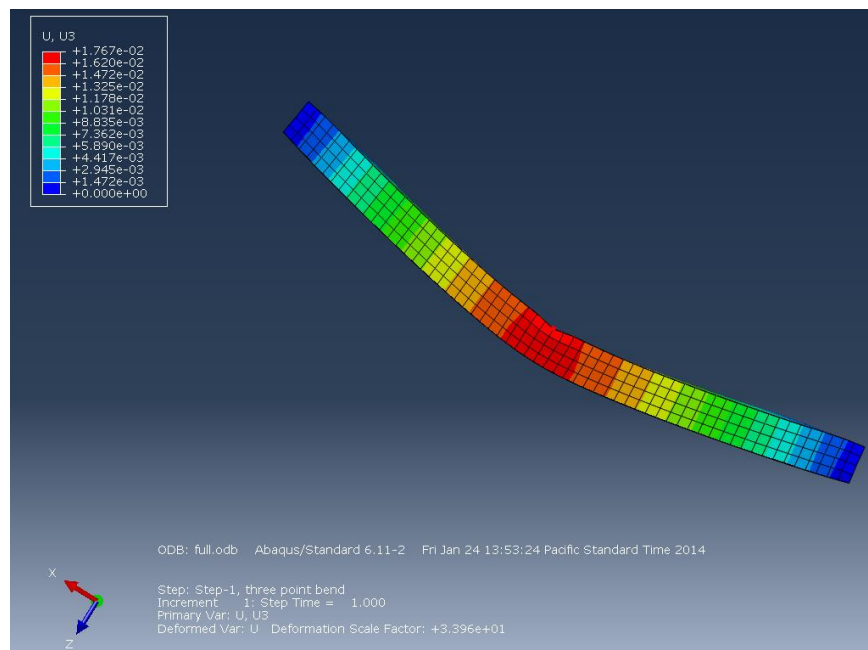 U, U3
+1.767e-02
+1.620e-02
+1.472e-02
+1.325e-02
+1.178e-02
+1.031e-02
+8.835e-03
+7.362e-03
+5.890e-03
+4.417e-03
+2.945e-03
+1.472e-03
+0.000e+00
ODB: full.odb    Abaqus/Standard 6.11-2    Fri Jan 24 13:53:24 Pacific Standard Time 2014
X
Step: Step-1, three point bend
Increment      1: Step Time =    1.000
Primary Var: U, U3
Deformed Var: U   Deformation Scale Factor: +3.396e+01
Z